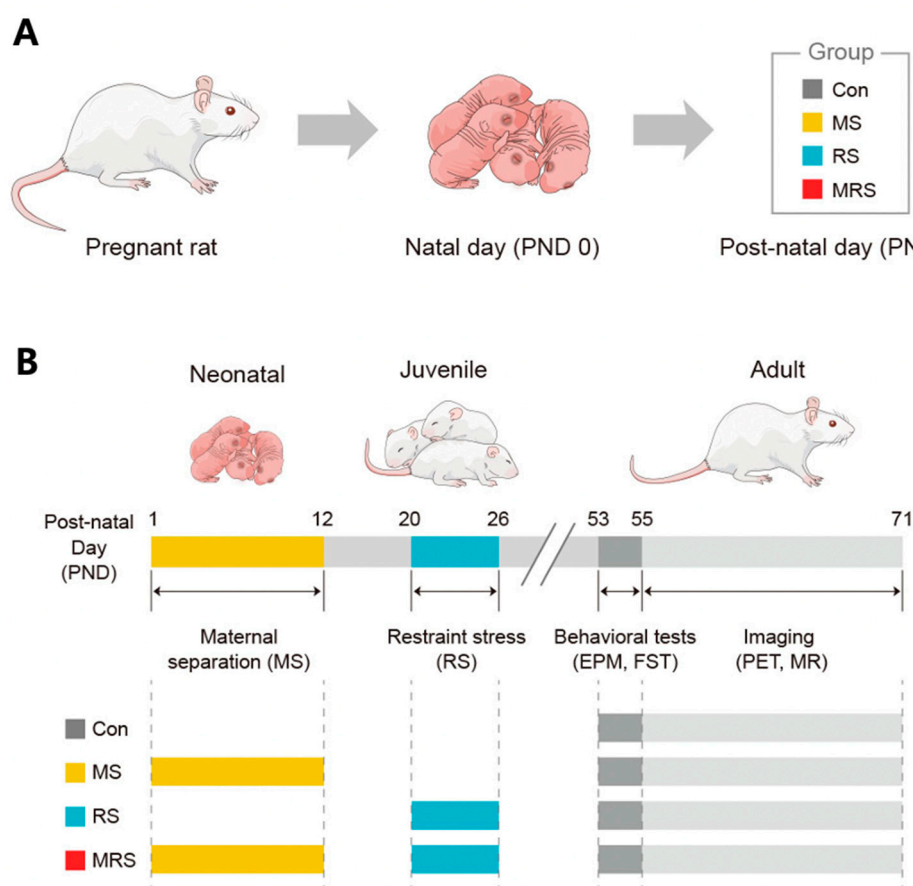 A
Group
Con
MS
RS
MRS
Pregnant rat
Natal day (PND 0)
Post-natal day (PN
B
Neonatal
Juvenile
Adult
Post-natal
Day
(PND)
1
12
20
26
53
55
71
Maternal
separation (MS)
Restraint stress
(RS)
Behavioral tests
(EPM, FST)
Imaging
(PET, MR)
Con
MS
RS
MRS